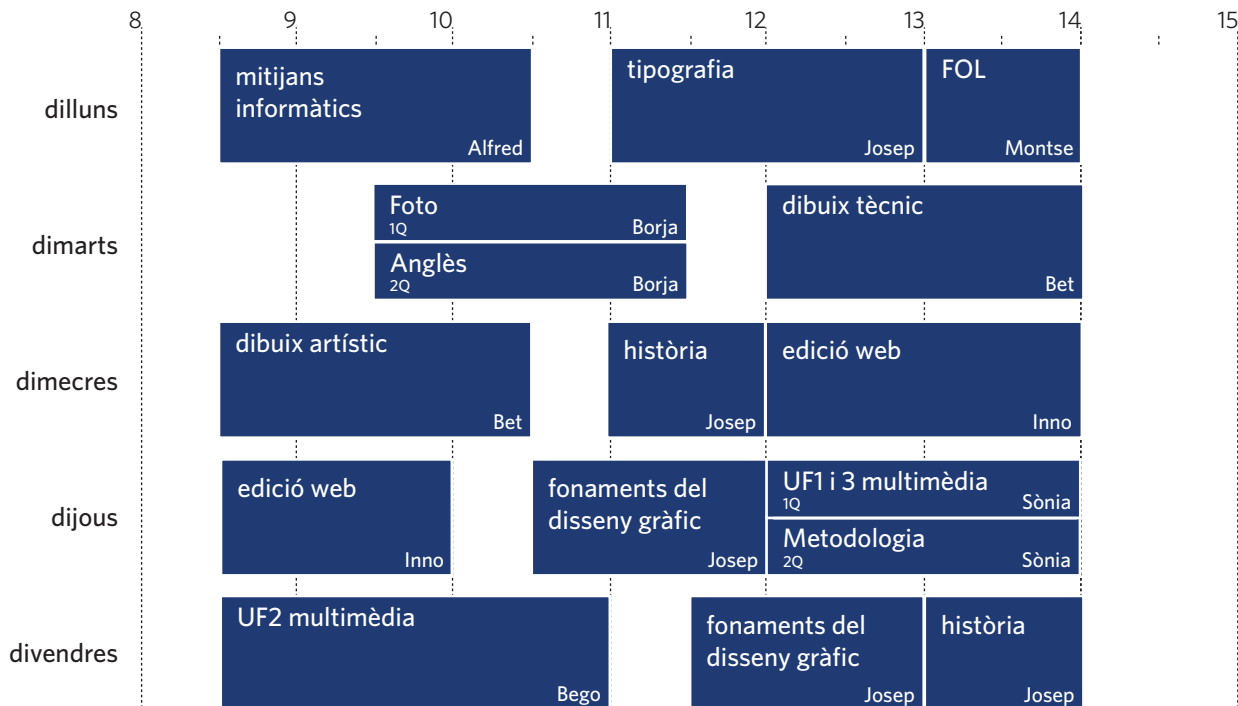 8 9 10 11 12 13 14 15
dilluns
mitijans
informàtics
Alfred
tipografia
Josep
FOL
Montse
dimarts
Foto
1Q Borja
Anglès
2Q Borja
dibuix tècnic
Bet
dimecres
dibuix artístic
Bet
història
Josep
edició web
Inno
dijous
edició web
Inno
fonaments del
disseny gràfic
Josep
UF1 i 3 multimèdia
1Q Sònia
Metodologia
2Q Sònia
divendres
UF2 multimèdia
Bego
fonaments del
disseny gràfic
Josep
història
Josep